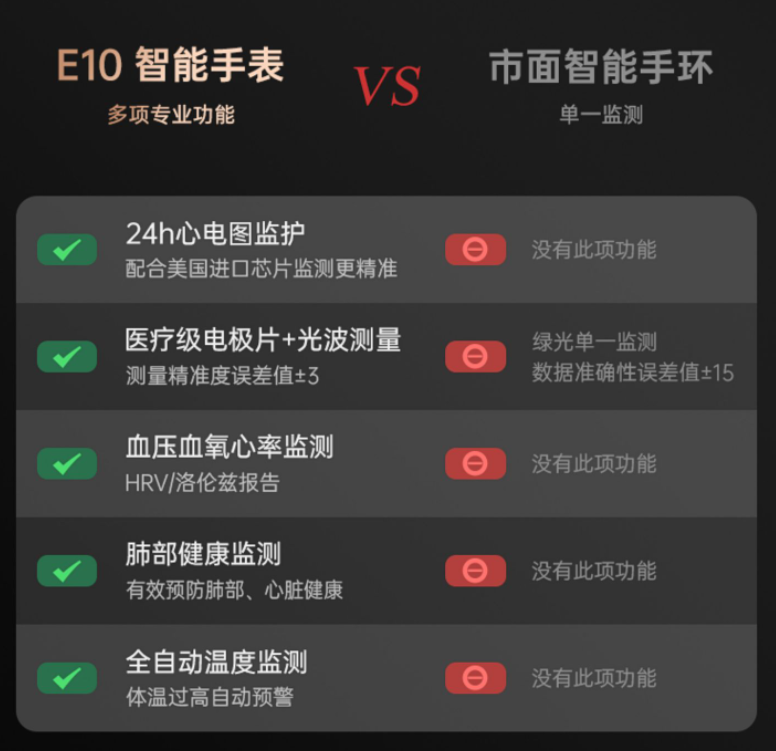 E10 智能手表
VS
市面智能手环
多项专业功能
单一监测
24h心电图监护
配合美国进口芯片监测更精准
没有此项功能
医疗级电极片+光波测量
测量精准度误差值±3
绿光单一监测
数据准确性误差值±15
血压血氧心率监测
HRV/洛伦兹报告
没有此项功能
肺部健康监测
有效预防肺部、心脏健康
没有此项功能
全自动温度监测
体温过高自动预警
没有此项功能